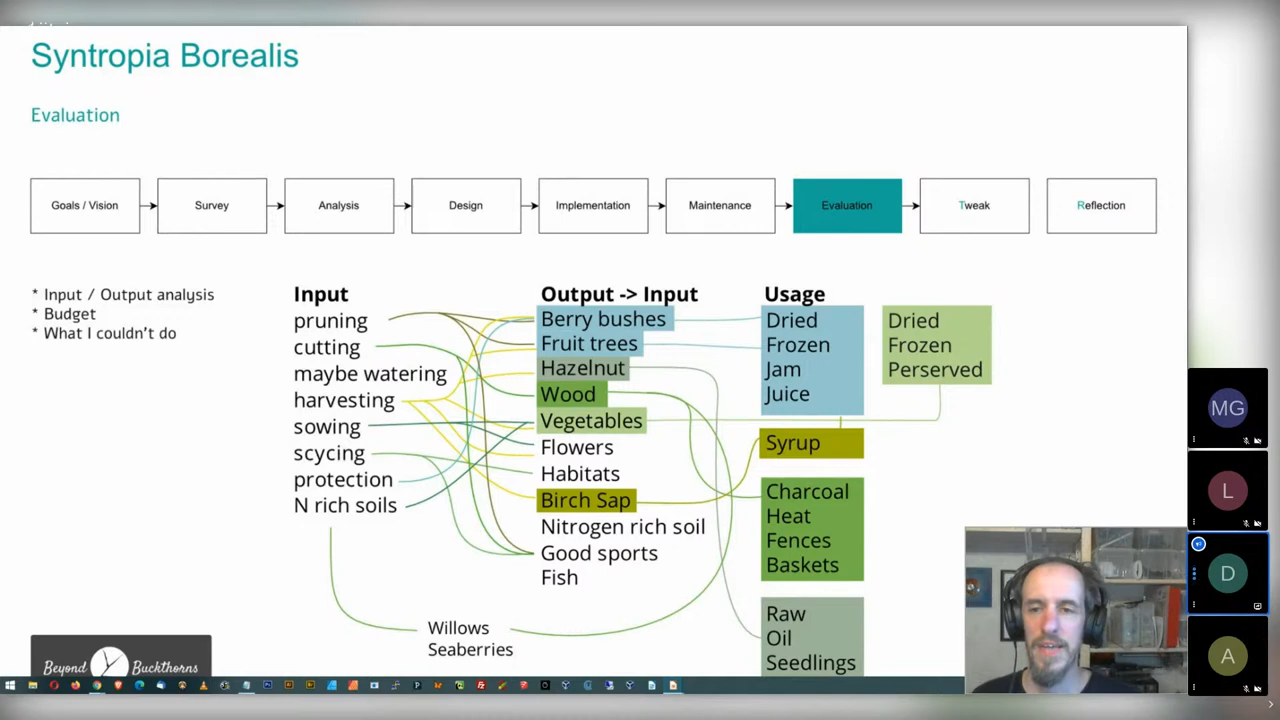 Syntropia Borealis
Evaluation
Goals / Vision
Survey
Analysis
Design
Implementation
Maintenance
Evaluation
Tweak
Reflection
* Input / Output analysis
* Budget
* What I couldn't do
Input
pruning
cutting
maybe watering
harvesting
sowing
scycing
protection
N rich soils
Willows
Seaberries
Output -> Input
Berry bushes
Fruit trees
Hazelnut
Wood
Vegetables
Flowers
Habitats
Birch Sap
Nitrogen rich soil
Good sports
Fish
Usage
Dried
Frozen
Jam
Juice
Syrup
Charcoal
Heat
Fences
Baskets
Raw
Oil
Seedlings
Dried
Frozen
Perserved
Beyond Buckthorns
MG
L
D
A